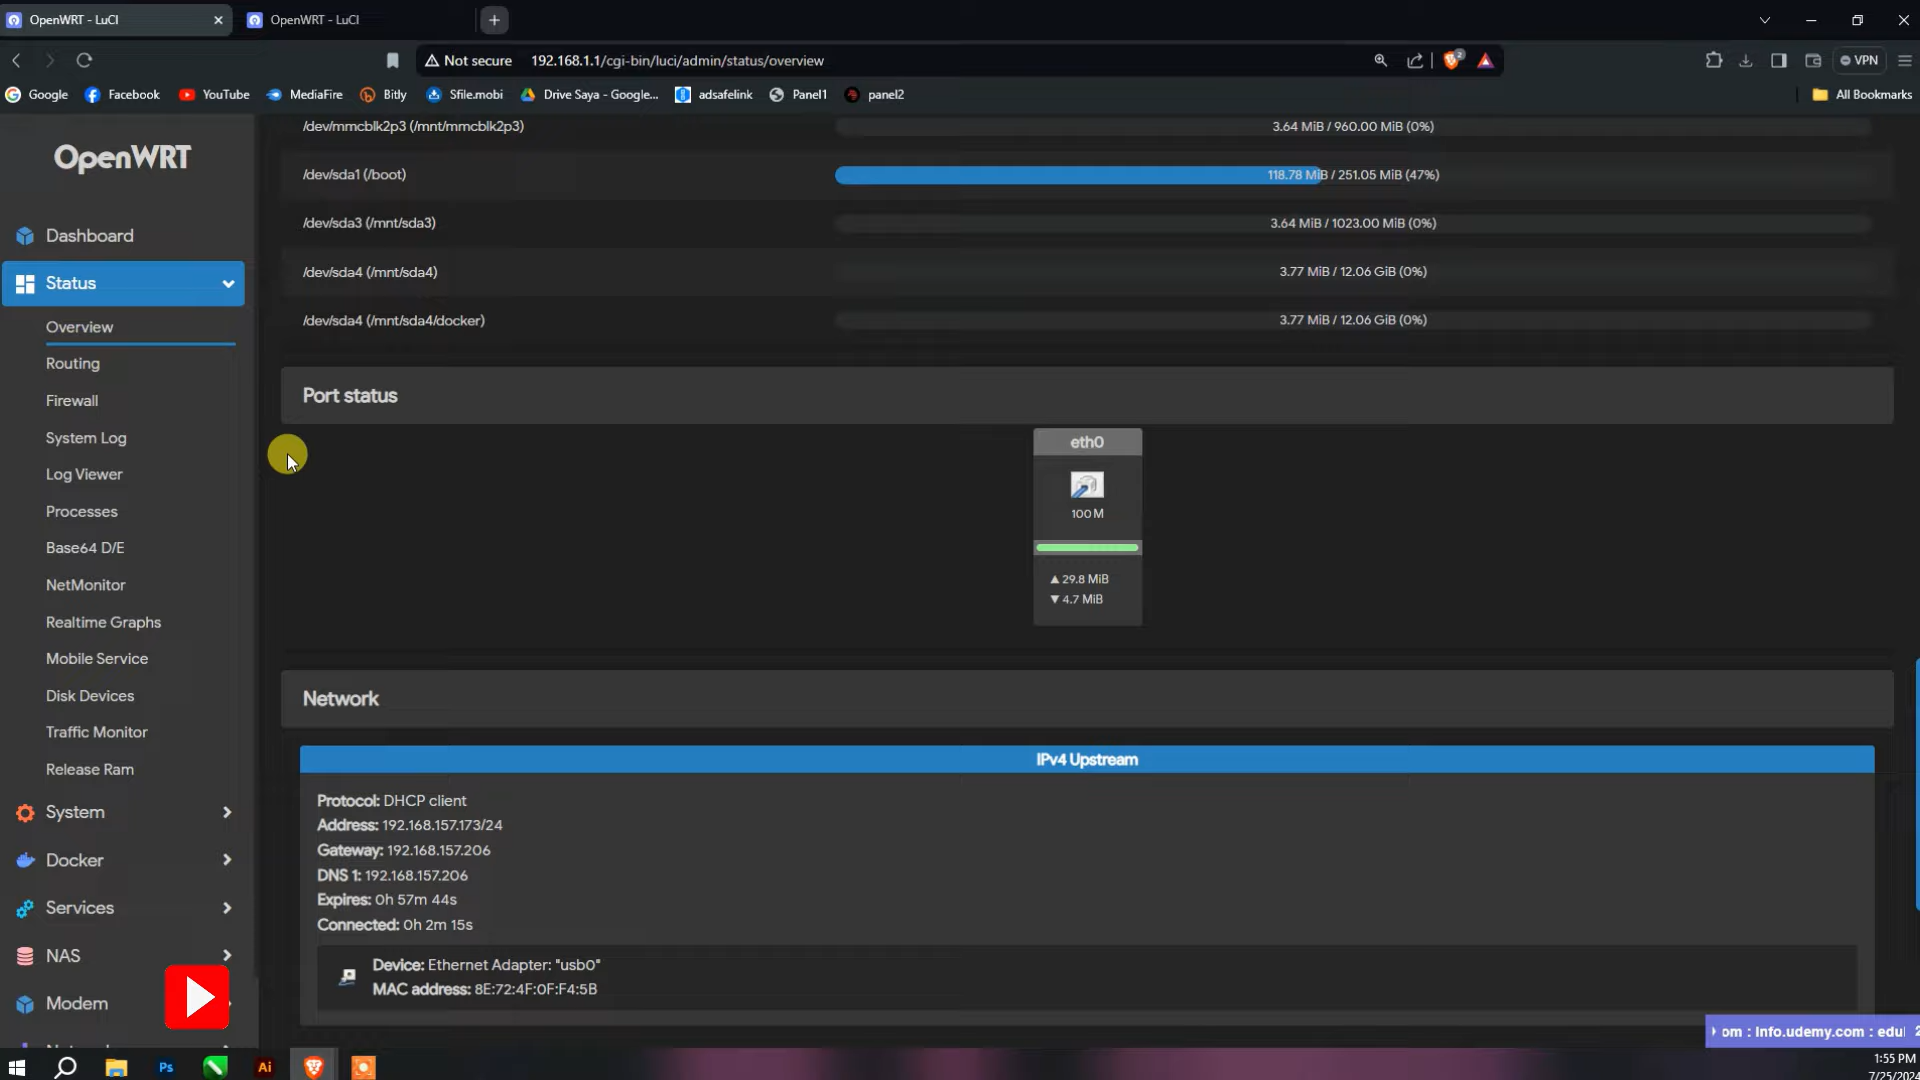 OpenWRT - LuCI
OpenWRT - LuCI
Not secure 192.168.1.1/cgi-bin/luci/admin/status/overview
2
VPN
Google Facebook YouTube MediaFire Bitly Sfile.mobi Drive Saya - Google... adsafelink Panel1 panel2 All Bookmarks
OpenWRT
Dashboard
Status
Overview
Routing
Firewall
System Log
Log Viewer
Processes
Base64 D/E
NetMonitor
Realtime Graphs
Mobile Service
Disk Devices
Traffic Monitor
Release Ram
System
Docker
Services
NAS
Modem
/dev/mmcblk2p3 (/mnt/mmcblk2p3) 3.64 MiB / 960.00 MiB (0%)
/dev/sda1 (/boot) 118.78 MiB / 251.05 MiB (47%)
/dev/sda3 (/mnt/sda3) 3.64 MiB / 1023.00 MiB (0%)
/dev/sda4 (/mnt/sda4) 3.77 MiB / 12.06 GiB (0%)
/dev/sda4 (/mnt/sda4/docker) 3.77 MiB / 12.06 GiB (0%)
Port status
eth0
100 M
▲ 29.8 MiB
▼ 4.7 MiB
Network
IPv4 Upstream
Protocol: DHCP client
Address: 192.168.157.173/24
Gateway: 192.168.157.206
DNS 1: 192.168.157.206
Expires: 0h 57m 44s
Connected: 0h 2m 15s
Device: Ethernet Adapter: "usb0"
MAC address: 8E:72:4F:0F:F4:5B
om : Info.udemy.com : edu
Ps
Ai
1:55 PM
7/25/2024